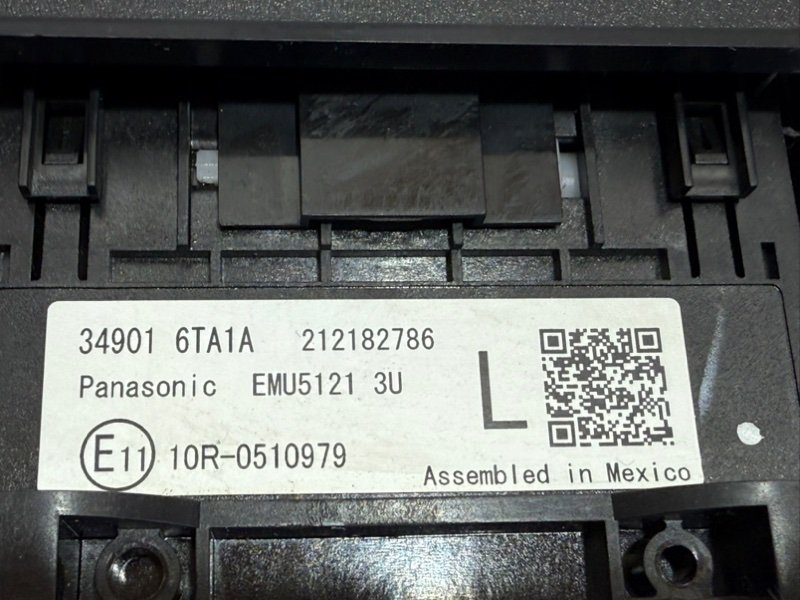 34901 6TA1A 212182786
Panasonic EMU5121 3U
L
E11 10R-0510979
Assembled in Mexico